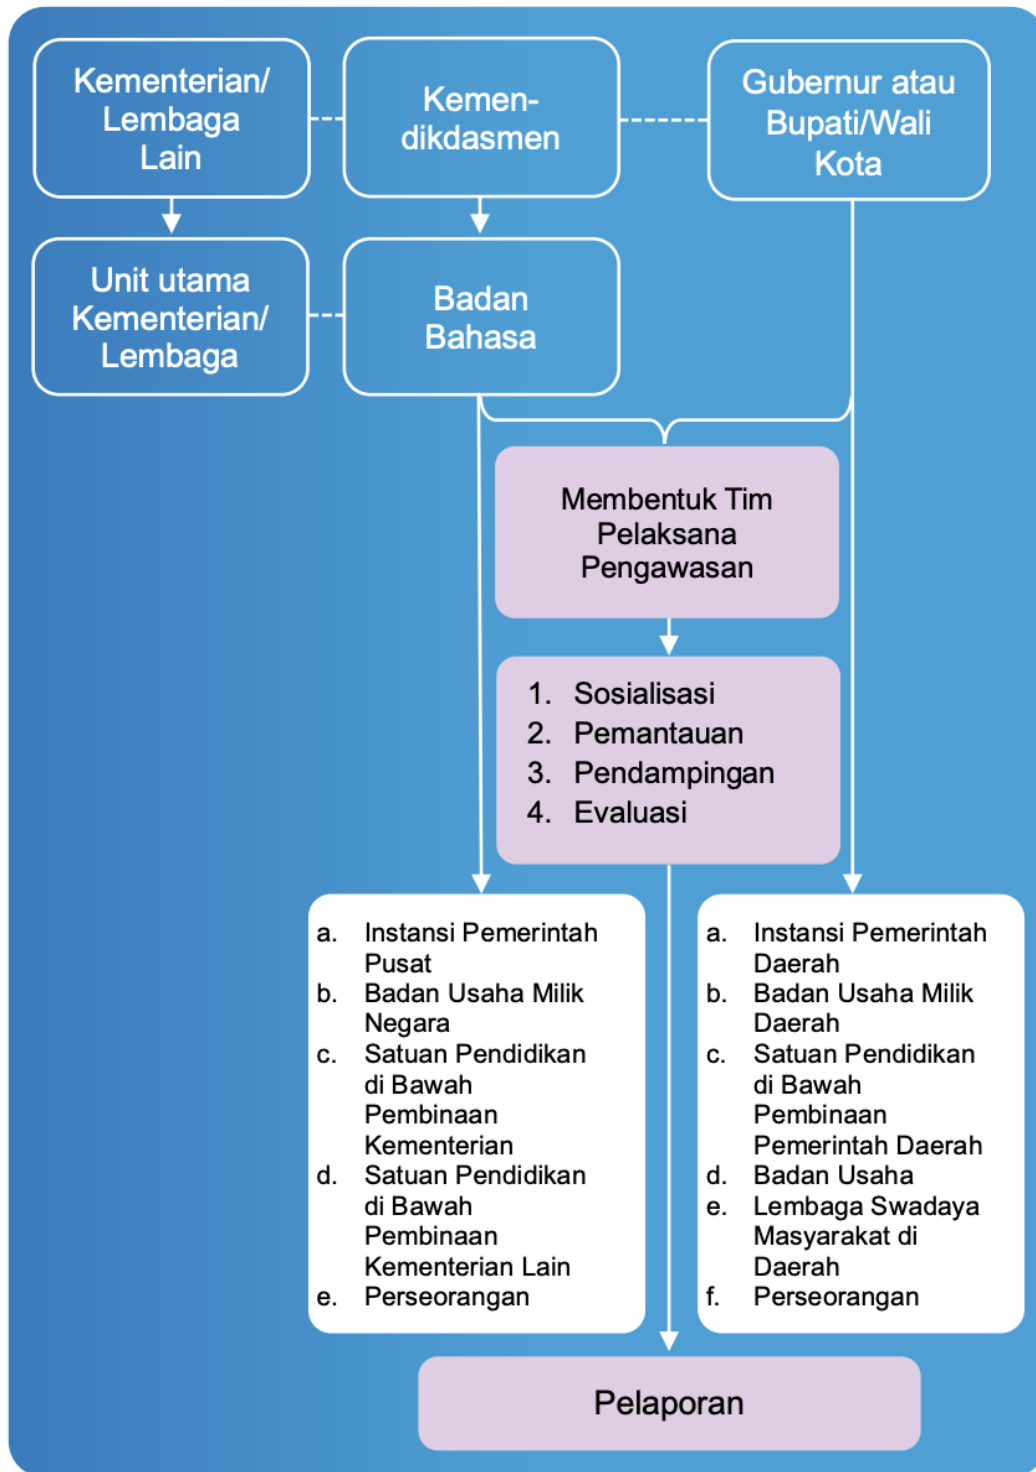 Kementerian/
Lembaga
Lain
Kemen-
dikdasmen
Gubernur atau
Bupati/Wali
Kota
Unit utama
Kementerian/
Lembaga
Badan
Bahasa
Membentuk Tim
Pelaksana
Pengawasan
1. Sosialisasi
2. Pemantauan
3. Pendampingan
4. Evaluasi
a. Instansi Pemerintah
Pusat
b. Badan Usaha Milik
Negara
c. Satuan Pendidikan
di Bawah
Pembinaan
Kementerian
d. Satuan Pendidikan
di Bawah
Pembinaan
Kementerian Lain
e. Perseorangan
a. Instansi Pemerintah
Daerah
b. Badan Usaha Milik
Daerah
c. Satuan Pendidikan
di Bawah
Pembinaan
Pemerintah Daerah
d. Badan Usaha
e. Lembaga Swadaya
Masyarakat di
Daerah
f. Perseorangan
Pelaporan